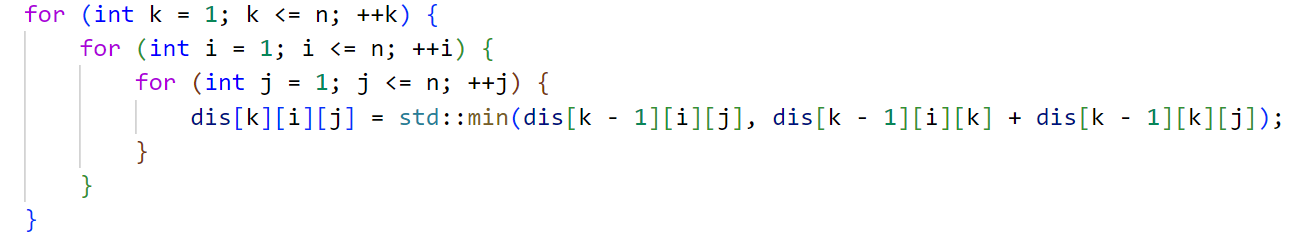 for (int k = 1; k <= n; ++k) {
    for (int i = 1; i <= n; ++i) {
        for (int j = 1; j <= n; ++j) {
            dis[k][i][j] = std::min(dis[k - 1][i][j], dis[k - 1][i][k] + dis[k - 1][k][j]);
        }
    }
}